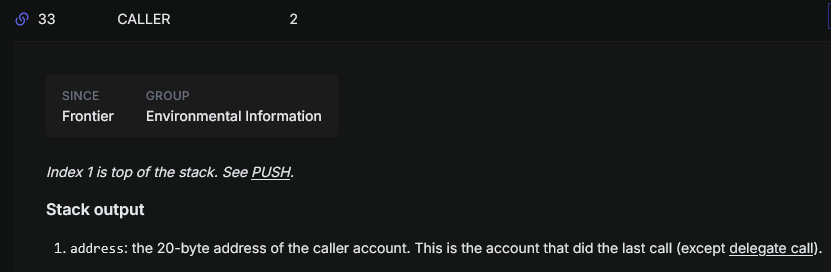 33 CALLER 2
SINCE GROUP
Frontier Environmental Information
Index 1 is top of the stack. See PUSH.
Stack output
1. address: the 20-byte address of the caller account. This is the account that did the last call (except delegate call).